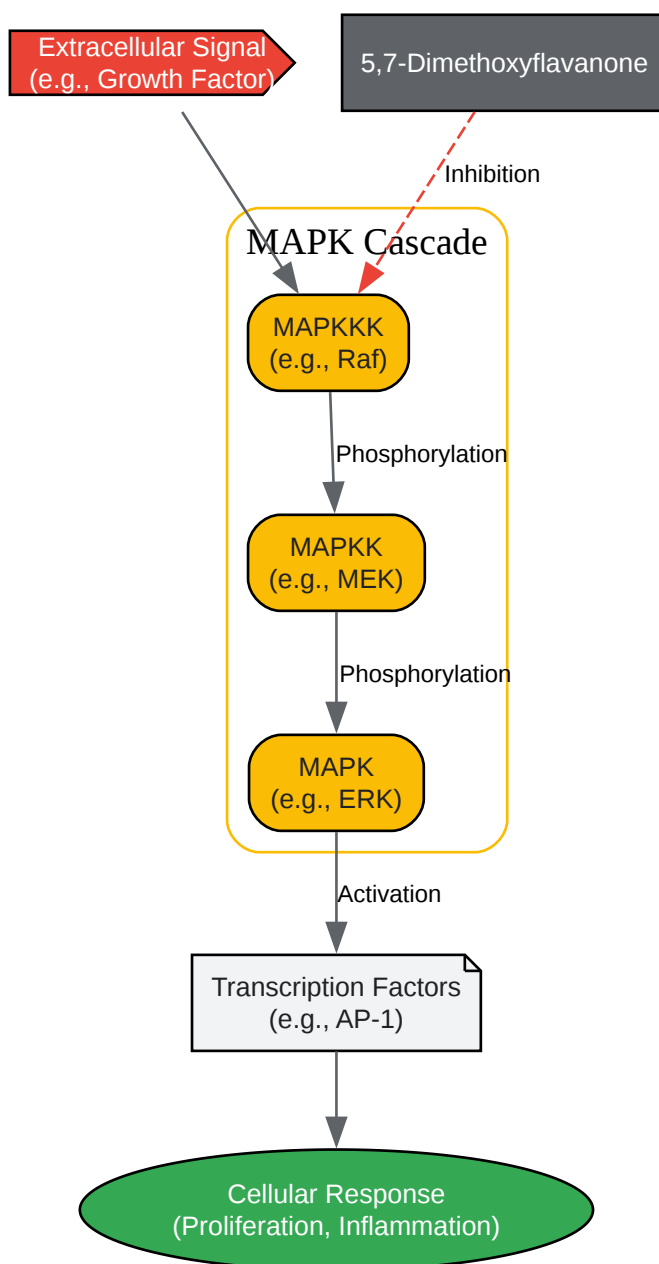 Extracellular Signal
(e.g., Growth Factor)
5,7-Dimethoxyflavanone
Inhibition
MAPK Cascade
MAPKKK
(e.g., Raf)
Phosphorylation
MAPKK
(e.g., MEK)
Phosphorylation
MAPK
(e.g., ERK)
Activation
Transcription Factors
(e.g., AP-1)
Cellular Response
(Proliferation, Inflammation)